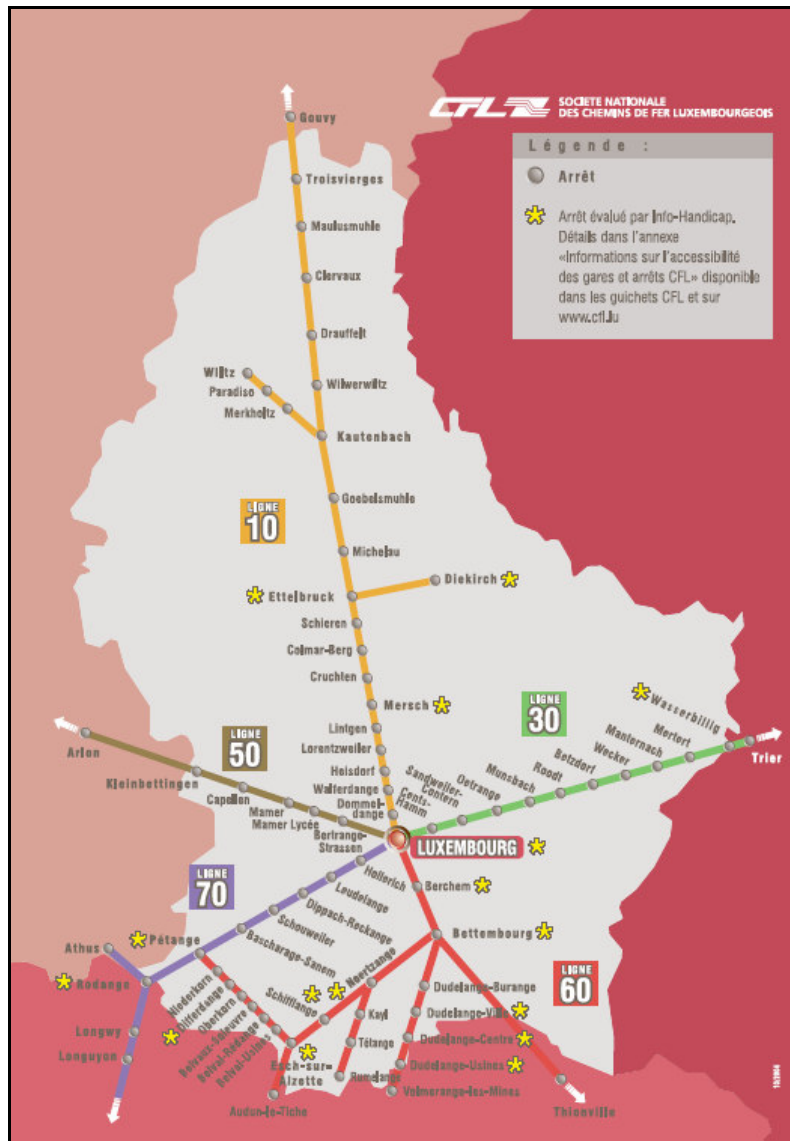 CFL SOCIETE NATIONALE
DES CHEMINS DE FER LUXEMBOURGEOIS
Légende :
Arrêt
Arrêt évalué par Info-Handicap.
Détails dans l'annexe
«Informations sur l'accessibilité
des gares et arrêts CFL» disponible
dans les guichets CFL et sur
www.cfl.lu
Gouvy
Troisvierges
Maulusmuhle
Clervaux
Drauffelt
Wiltz
Paradiso
Merkholtz
Wilwerwiltz
Kautenbach
Goebelsmuhle
LIGNE
10
Michelau
Ettelbruck
Diekirch
Schieren
Colmar-Berg
Cruchten
Mersch
Lintgen
Lorentzweiler
Heisdorf
Walferdange
Dommel-
dange
LIGNE
30
Wasserbillig
Mertert
Manternach
Wecker
Betzdorf
Roodt
Munsbach
Oetrange
Sandweiler-
Contern
Cents-
Hamm
Trier
LIGNE
50
Arlon
Kleinbettingen
Capellen
Mamer
Mamer Lycée
Bertrange-
Strassen
LUXEMBOURG
LIGNE
70
Hollerich
Leudelange
Dippach-Reckange
Schouweiler
Bascharage-Sanem
Pétange
Athus
Rodange
Longwy
Longuyon
Berchem
Bettembourg
LIGNE
60
Noertzange
Schifflange
Niederkorn
Differdange
Oberkorn
Belvaux-Soleuvre
Belval-Rédange
Belval-Usines
Esch-sur-
Alzette
Audun-le-Tiche
Kayl
Tétange
Rumelange
Dudelange-Burange
Dudelange-Ville
Dudelange-Centre
Dudelange-Usines
Volmerange-les-Mines
Thionville